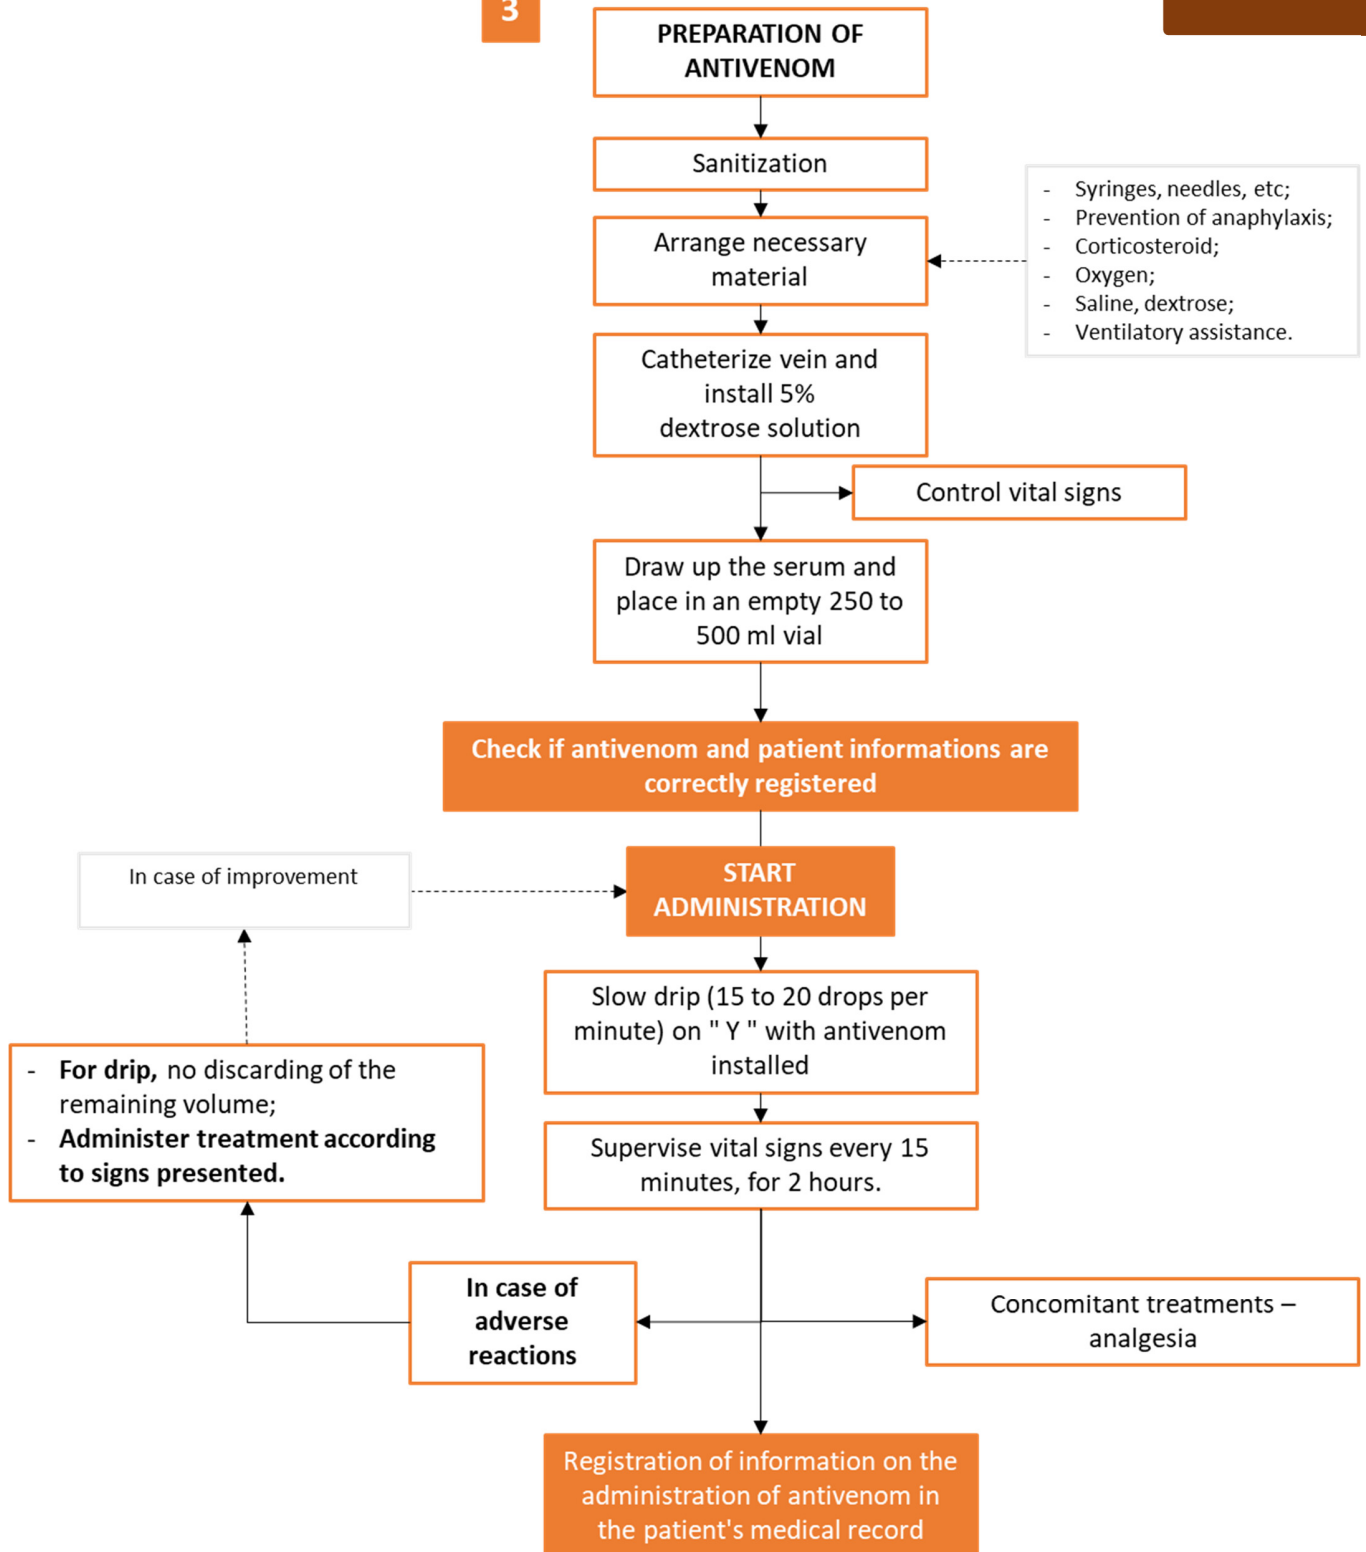 3
PREPARATION OF
ANTIVENOM
Sanitization
Arrange necessary
material
- Syringes, needles, etc;
- Prevention of anaphylaxis;
- Corticosteroid;
- Oxygen;
- Saline, dextrose;
- Ventilatory assistance.
Catheterize vein and
install 5%
dextrose solution
Control vital signs
Draw up the serum and
place in an empty 250 to
500 ml vial
Check if antivenom and patient informations are
correctly registered
In case of improvement
START
ADMINISTRATION
Slow drip (15 to 20 drops per
minute) on " Y " with antivenom
installed
- For drip, no discarding of the
remaining volume;
- Administer treatment according
to signs presented.
Supervise vital signs every 15
minutes, for 2 hours.
In case of
adverse
reactions
Concomitant treatments –
analgesia
Registration of information on the
administration of antivenom in
the patient's medical record